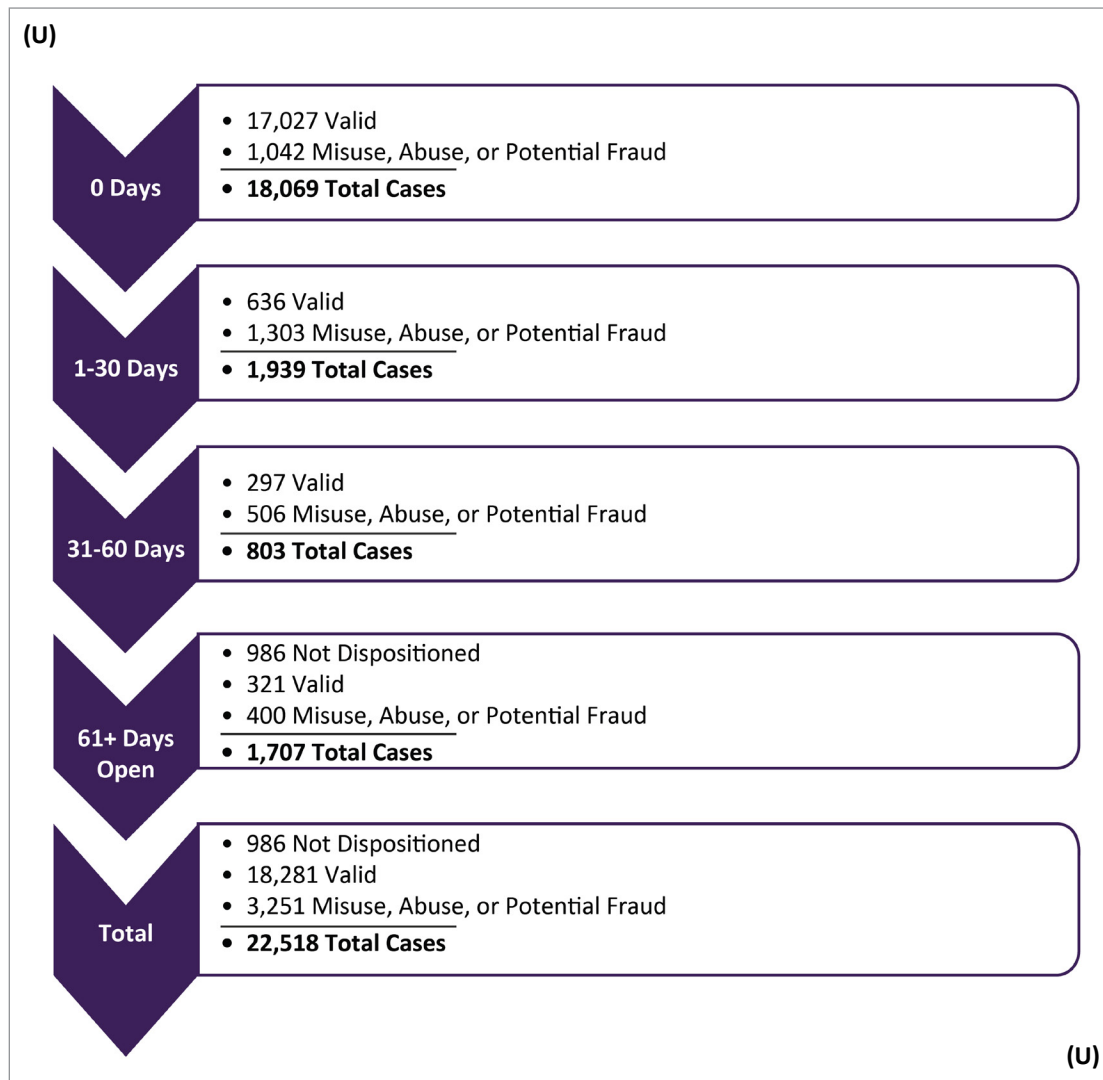 (U)
0 Days
• 17,027 Valid
• 1,042 Misuse, Abuse, or Potential Fraud
• 18,069 Total Cases
1-30 Days
• 636 Valid
• 1,303 Misuse, Abuse, or Potential Fraud
• 1,939 Total Cases
31-60 Days
• 297 Valid
• 506 Misuse, Abuse, or Potential Fraud
• 803 Total Cases
61+ Days
Open
• 986 Not Dispositioned
• 321 Valid
• 400 Misuse, Abuse, or Potential Fraud
• 1,707 Total Cases
Total
• 986 Not Dispositioned
• 18,281 Valid
• 3,251 Misuse, Abuse, or Potential Fraud
• 22,518 Total Cases
(U)